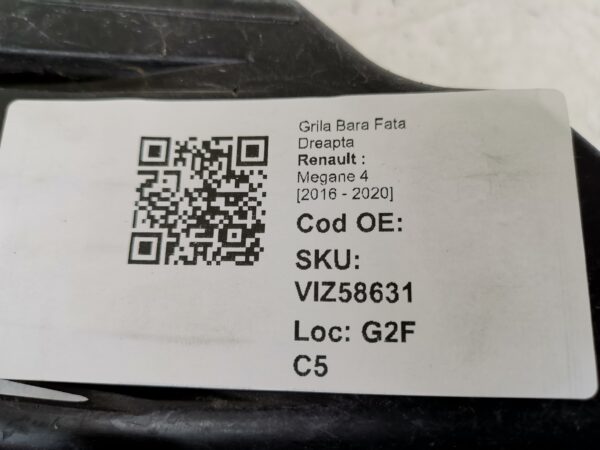 Grila Bara Fata
Dreapta
Renault :
Megane 4
[2016 - 2020]
Cod OE:
SKU:
VIZ58631
Loc: G2F
C5